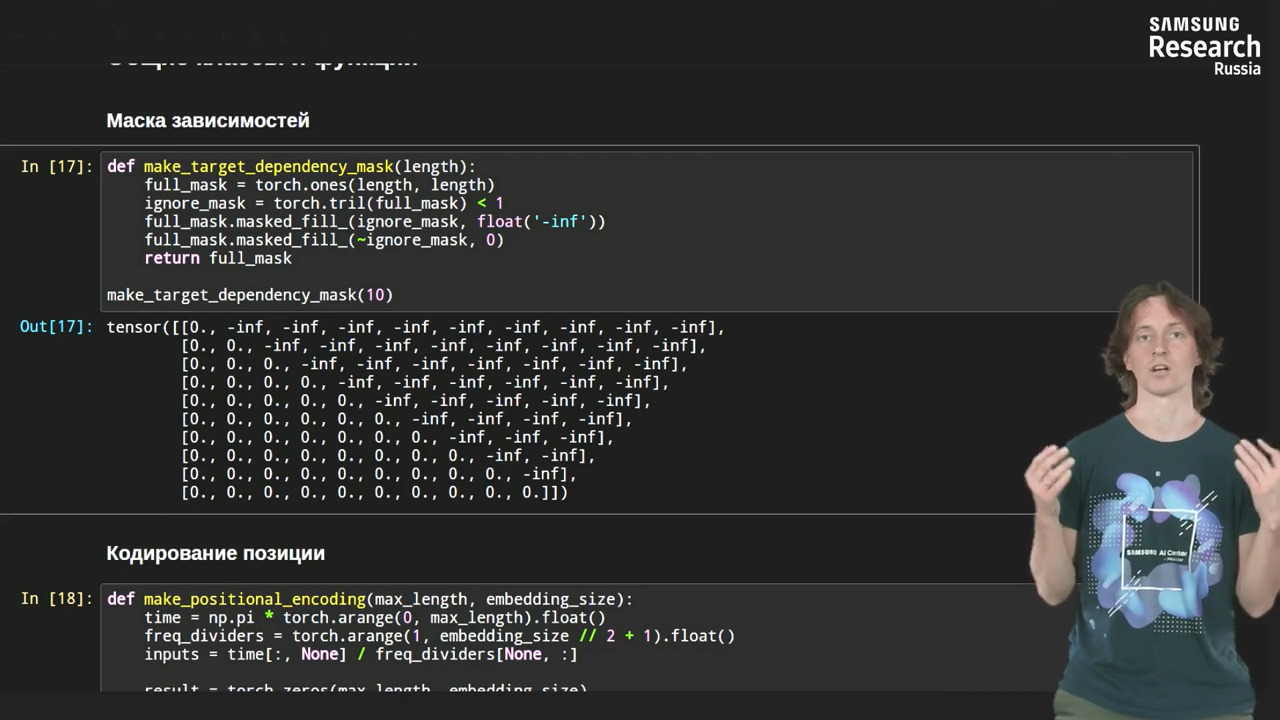 SAMSUNG
Research
Russia
Общие классы и функции
Маска зависимостей
In [17]:
def make_target_dependency_mask(length):
    full_mask = torch.ones(length, length)
    ignore_mask = torch.tril(full_mask) < 1
    full_mask.masked_fill_(ignore_mask, float('-inf'))
    full_mask.masked_fill_(~ignore_mask, 0)
    return full_mask
make_target_dependency_mask(10)
Out[17]:
tensor([[0., -inf, -inf, -inf, -inf, -inf, -inf, -inf, -inf, -inf],
        [0., 0., -inf, -inf, -inf, -inf, -inf, -inf, -inf, -inf],
        [0., 0., 0., -inf, -inf, -inf, -inf, -inf, -inf, -inf],
        [0., 0., 0., 0., -inf, -inf, -inf, -inf, -inf, -inf],
        [0., 0., 0., 0., 0., -inf, -inf, -inf, -inf, -inf],
        [0., 0., 0., 0., 0., 0., -inf, -inf, -inf, -inf],
        [0., 0., 0., 0., 0., 0., 0., -inf, -inf, -inf],
        [0., 0., 0., 0., 0., 0., 0., 0., -inf, -inf],
        [0., 0., 0., 0., 0., 0., 0., 0., 0., -inf],
        [0., 0., 0., 0., 0., 0., 0., 0., 0., 0.]])
Кодирование позиции
In [18]:
def make_positional_encoding(max_length, embedding_size):
    time = np.pi * torch.arange(0, max_length).float()
    freq_dividers = torch.arange(1, embedding_size // 2 + 1).float()
    inputs = time[:, None] / freq_dividers[None, :]
    result = torch.zeros(max_length, embedding_size)
SAMSUNG AI Center